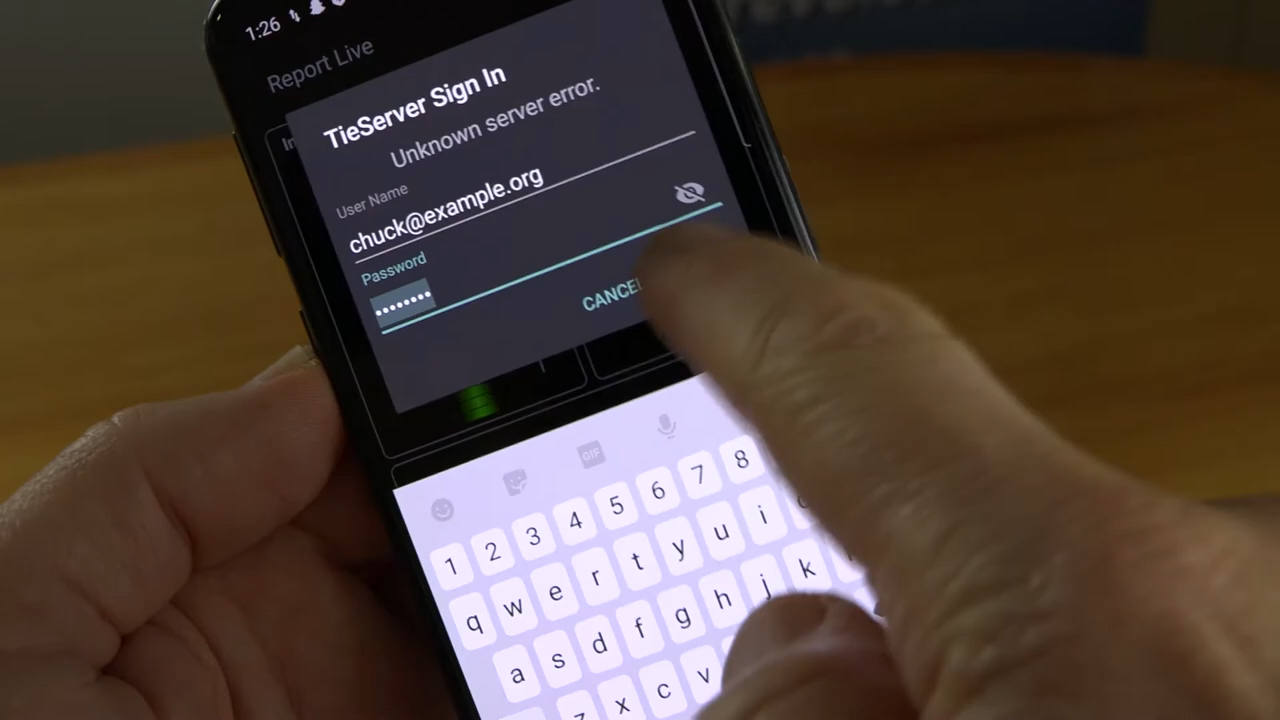 1:26
Report Live
TieServer Sign In
Unknown server error.
User Name
chuck@example.org
Password
••••••••
CANCEL
GIF
1 2 3 4 5 6 7 8
q w e r t y u i
a s d f g h j k
z x c v